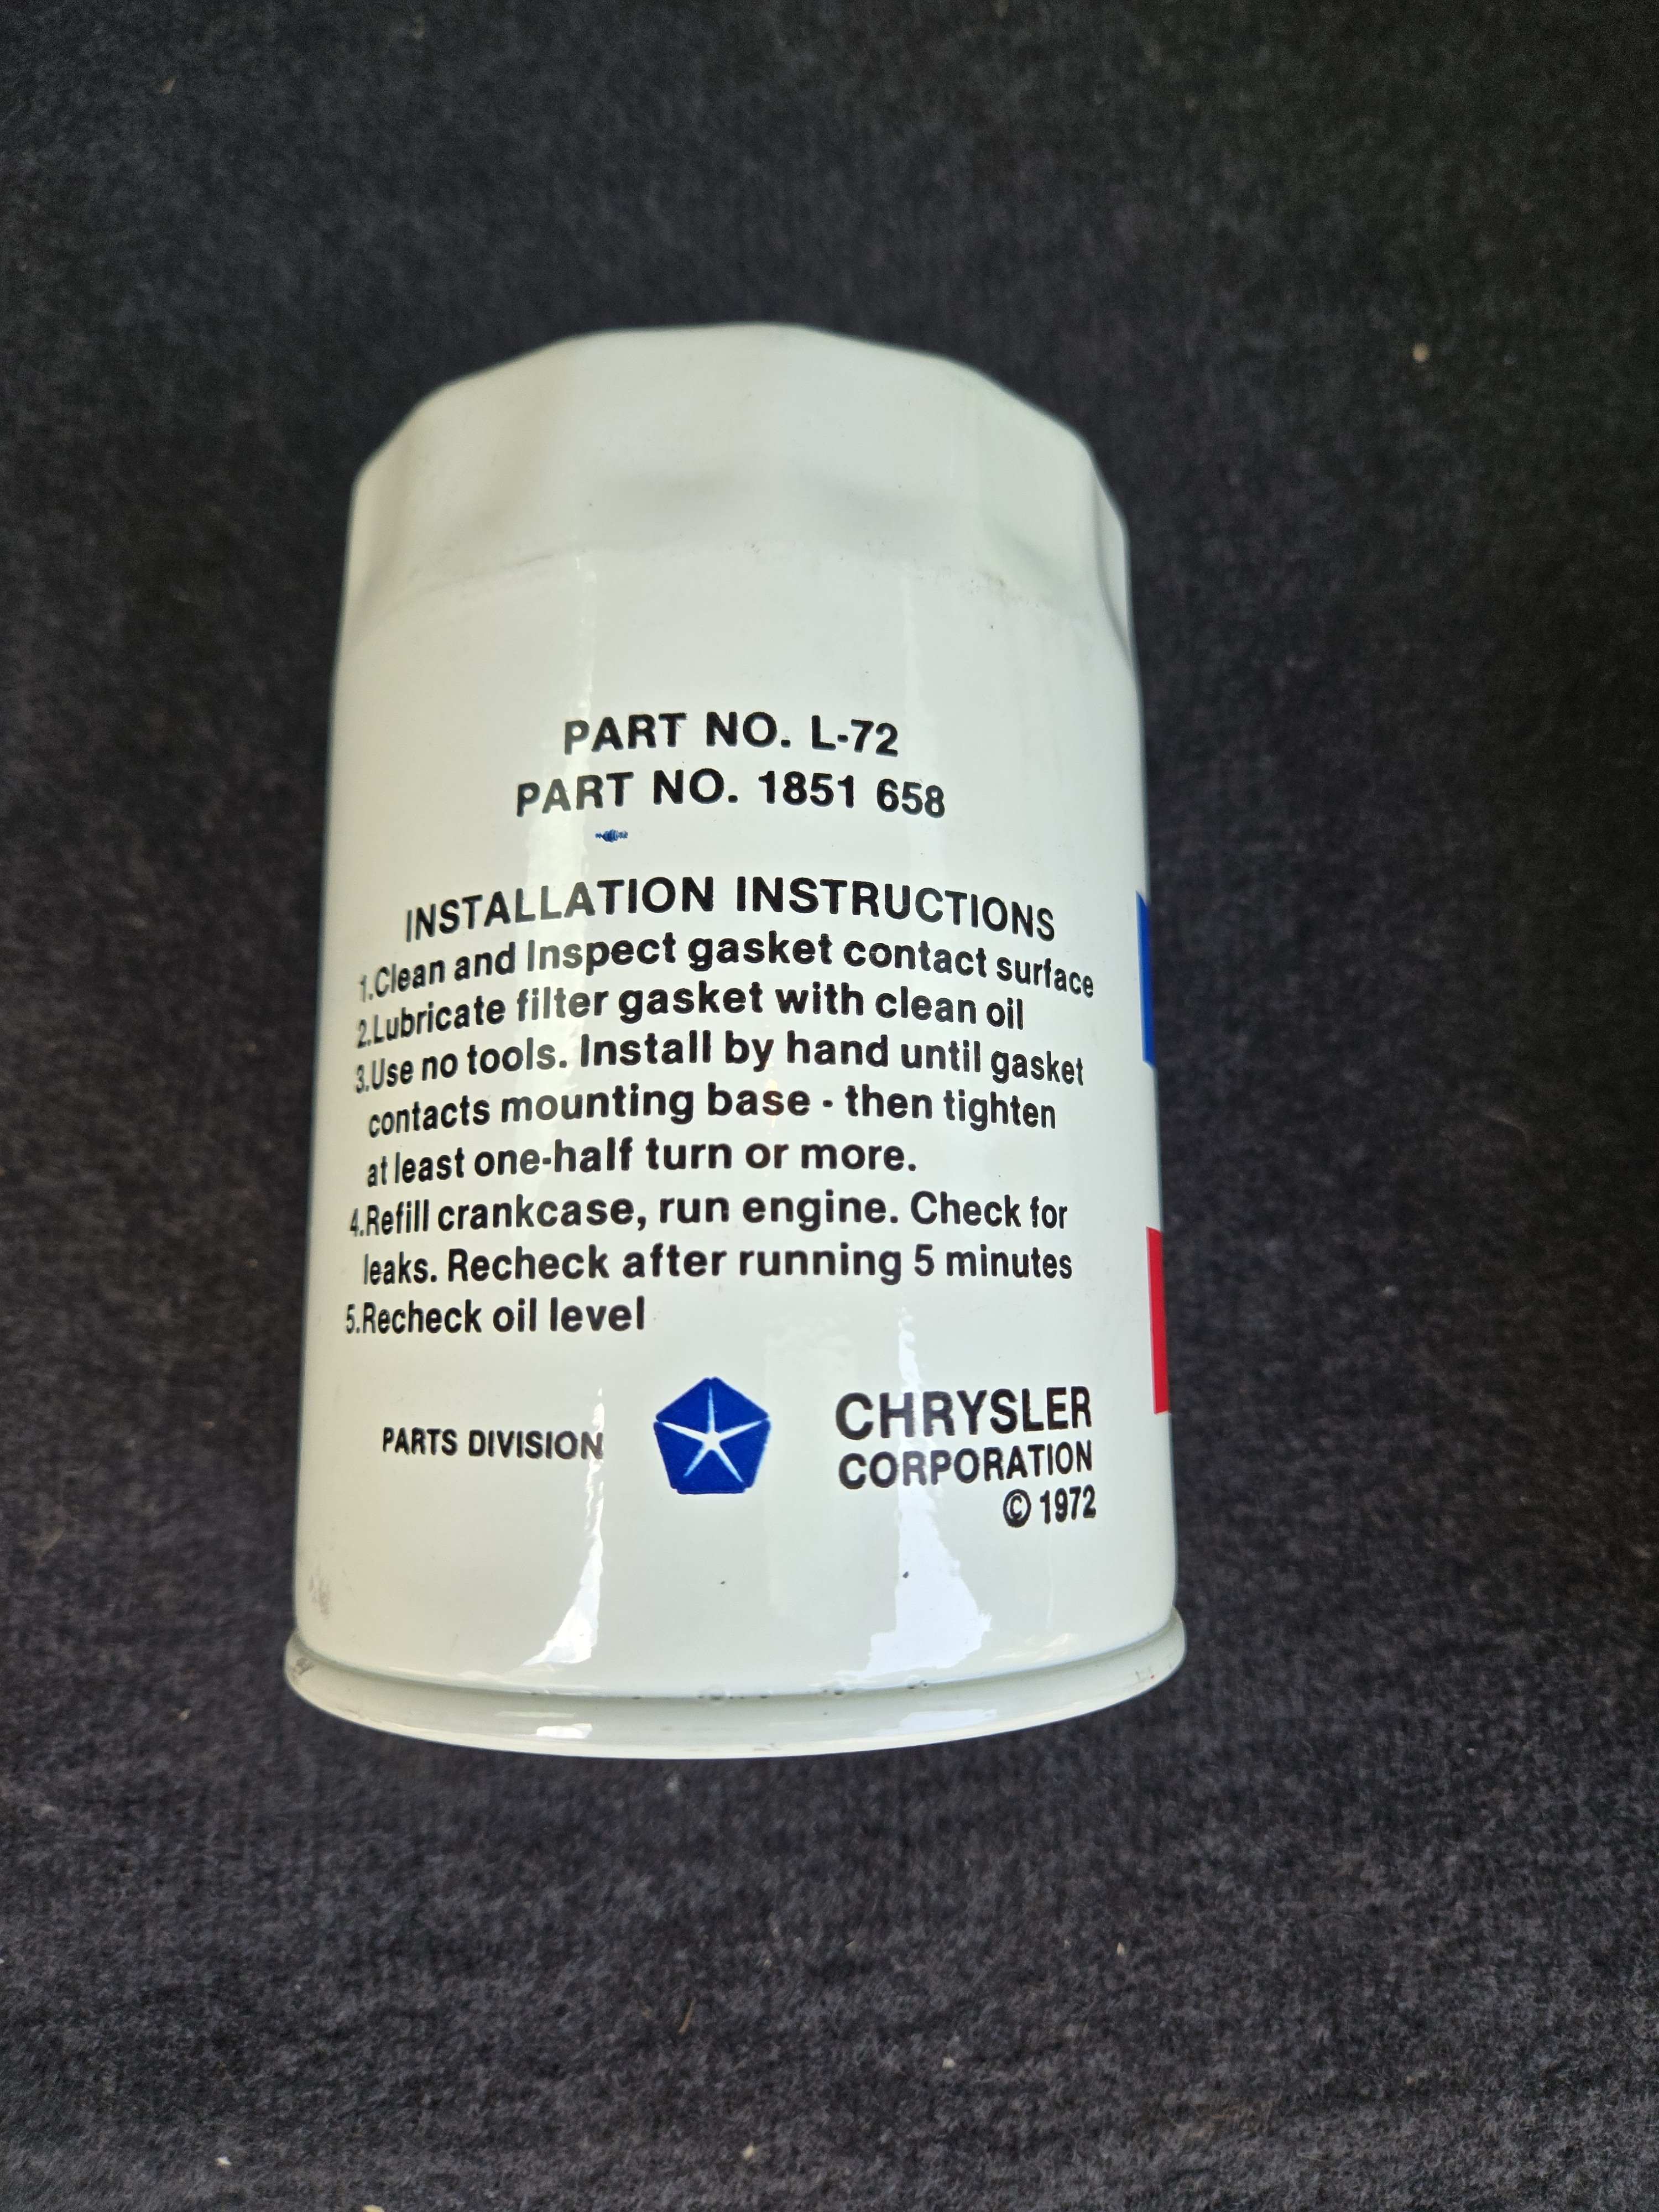 PART NO. L-72
PART NO. 1851 658
INSTALLATION INSTRUCTIONS
1.Clean and Inspect gasket contact surface
2.Lubricate filter gasket with clean oil
3.Use no tools. Install by hand until gasket
contacts mounting base - then tighten
at least one-half turn or more.
4.Refill crankcase, run engine. Check for
leaks. Recheck after running 5 minutes
5.Recheck oil level
PARTS DIVISION
CHRYSLER
CORPORATION
© 1972